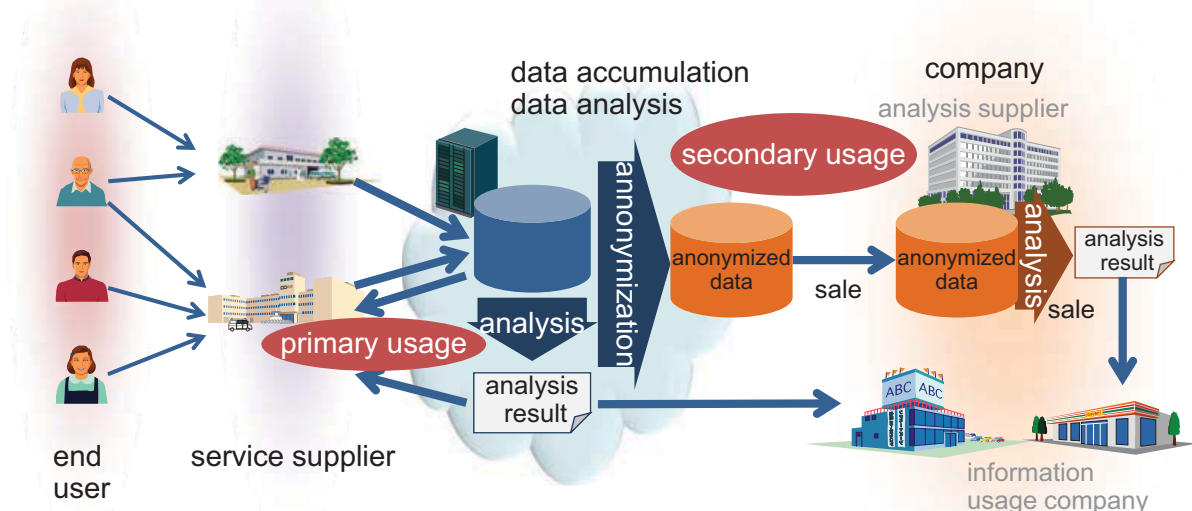 data accumulation
data analysis
company
analysis supplier
secondary usage
annonymization
anonymized
data
sale
anonymized
data
analysis
analysis
result
sale
analysis
primary usage
analysis
result
ABC ABC
end
user
service supplier
information
usage company